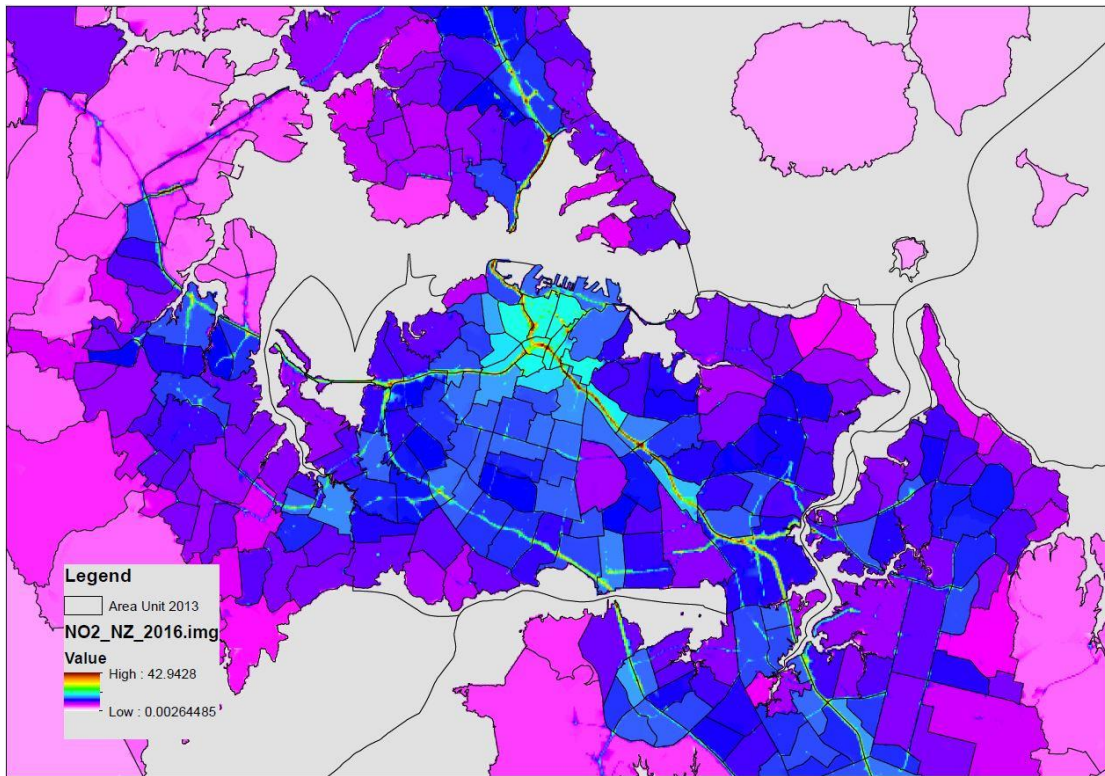 Legend
Area Unit 2013
NO2_NZ_2016.img
Value
High : 42.9428
Low : 0.00264485